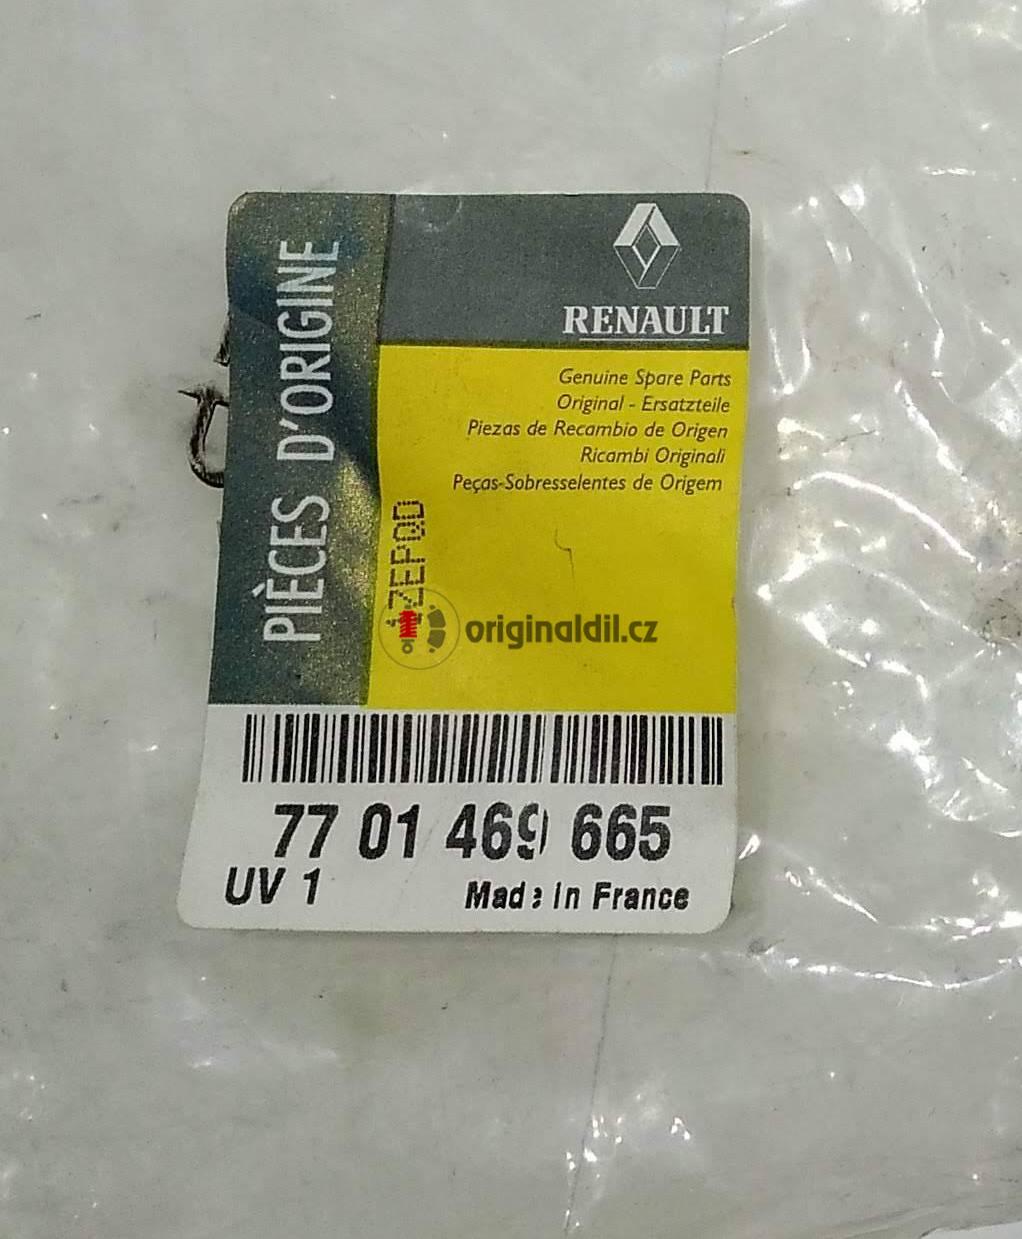 PIÈCES D'ORIGINE
RENAULT
Genuine Spare Parts
Original - Ersatzteile
Piezas de Recambio de Origen
Ricambi Originali
Peças-Sobresselentes de Origem
originaldil.cz
77 01 469 665
UV 1
Made in France